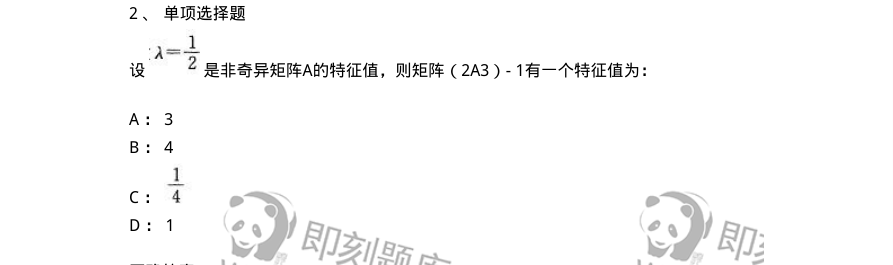 2、 单项选择题
设 λ=1/2 是非奇异矩阵A的特征值，则矩阵（2A3）- 1有一个特征值为：
A： 3
B： 4
C： 1/4
D： 1
即刻题库
即刻题